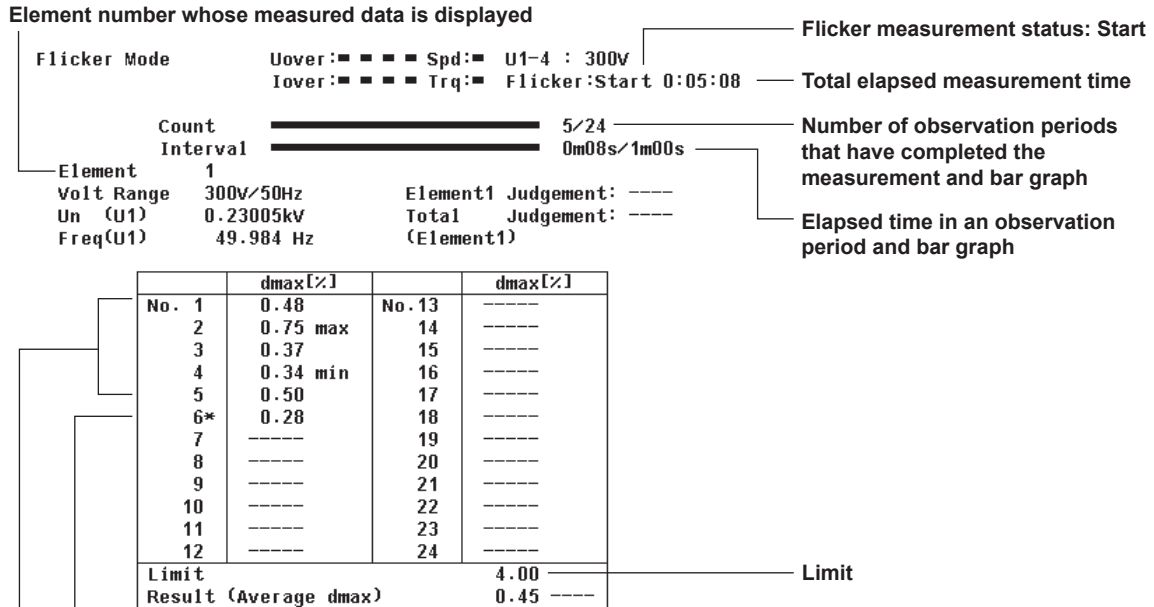 Element number whose measured data is displayed
Flicker measurement status: Start
Flicker Mode Uover: Spd: U1-4 : 300V
Iover: Trq: Flicker:Start 0:05:08
Total elapsed measurement time
Count 5/24
Number of observation periods that have completed the measurement and bar graph
Interval 0m08s/1m00s
Element 1
Volt Range 300V/50Hz Element1 Judgement: ----
Un (U1) 0.23005kV Total Judgement: ----
Freq(U1) 49.984 Hz (Element1)
Elapsed time in an observation period and bar graph
dmax[%] dmax[%]
No. 1 0.48 No.13 -----
2 0.75 max 14 -----
3 0.37 15 -----
4 0.34 min 16 -----
5 0.50 17 -----
6* 0.28 18 -----
7 ----- 19 -----
8 ----- 20 -----
9 ----- 21 -----
10 ----- 22 -----
11 ----- 23 -----
12 ----- 24 -----
Limit 4.00
Limit
Result (Average dmax) 0.45 ----